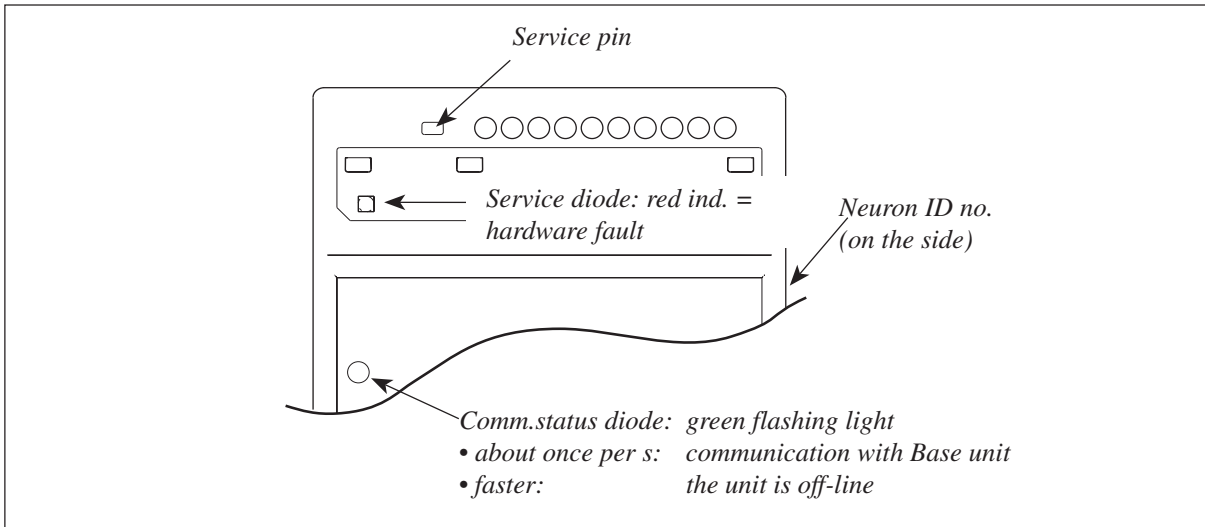 Service pin
Service diode: red ind. =
hardware fault
Neuron ID no.
(on the side)
Comm.status diode: green flashing light
• about once per s: communication with Base unit
• faster: the unit is off-line